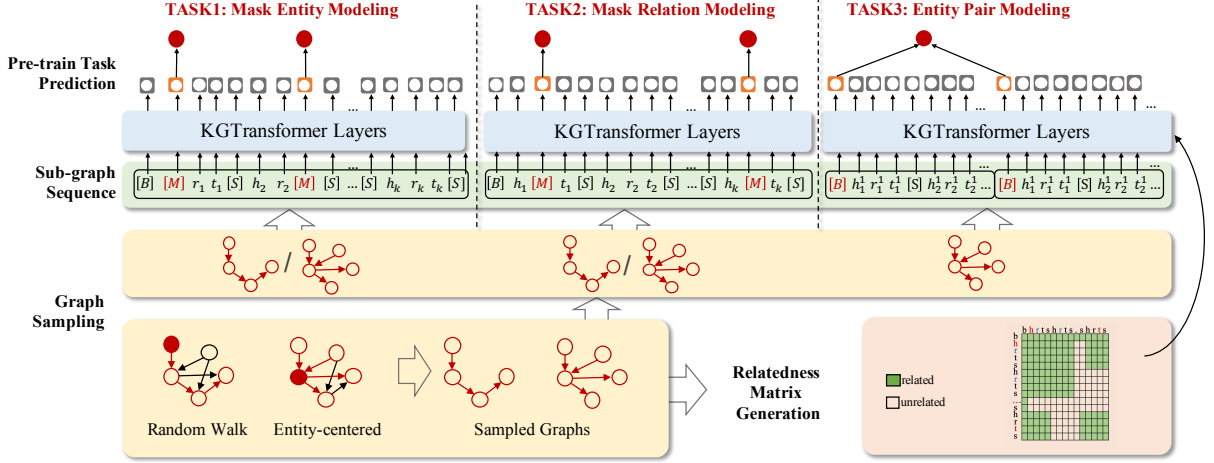 TASK1: Mask Entity Modeling
TASK2: Mask Relation Modeling
TASK3: Entity Pair Modeling
Pre-train Task
Prediction
... ... ...
KGTransformer Layers
KGTransformer Layers
KGTransformer Layers
... ... ... ...
Sub-graph
Sequence
[B] [M] r₁ t₁ [S] h₂ r₂ [M] [S] ... [S] hₖ rₖ tₖ [S]
[B] h₁ [M] t₁ [S] h₂ r₂ t₂ [S] ... [S] hₖ [M] tₖ [S]
[B] h₁¹ r₁¹ t₁¹ [S] h₂¹ r₂¹ t₂¹ ... [B] h₁¹ r₁¹ t₁¹ [S] h₂¹ r₂¹ t₂¹ ...
/
/
Graph
Sampling
Random Walk
Entity-centered
Sampled Graphs
Relatedness
Matrix
Generation
related
unrelated
b h r t s h r t s . s h r t s
b
h
r
t
s
h
r
t
s
...
s
h
r
t
s